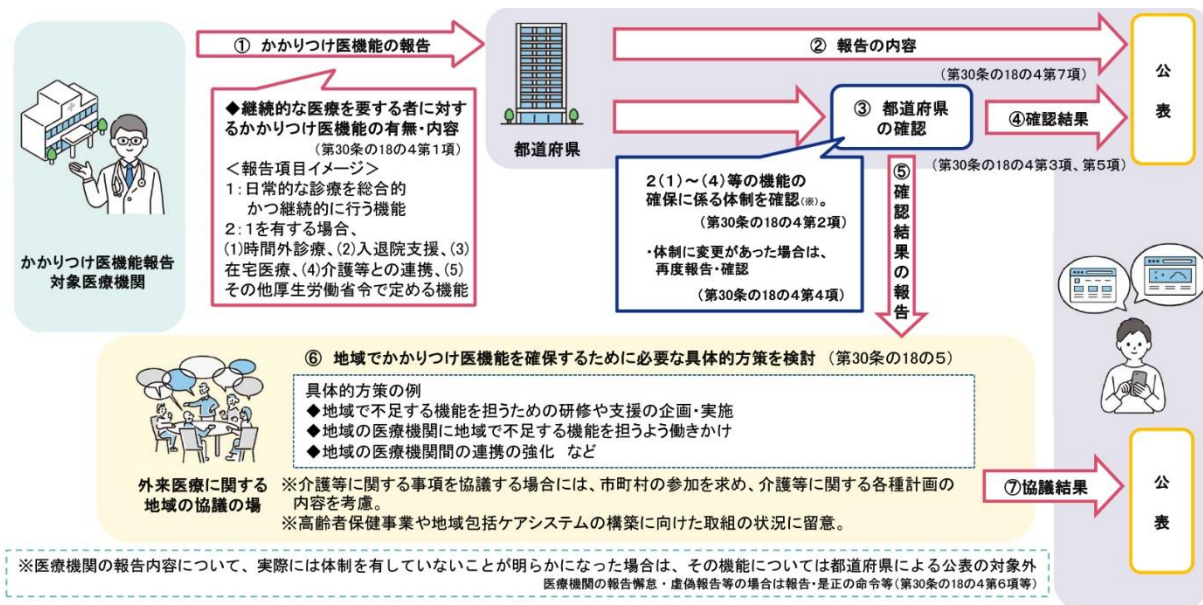 ① かかりつけ医機能の報告
② 報告の内容
(第30条の18の4第7項)
公表
かかりつけ医機能報告
対象医療機関
◆継続的な医療を要する者に対す
るかかりつけ医機能の有無・内容
(第30条の18の4第1項)
<報告項目イメージ>
1:日常的な診療を総合的
かつ継続的に行う機能
2:1を有する場合、
(1)時間外診療、(2)入退院支援、(3)
在宅医療、(4)介護等との連携、(5)
その他厚生労働省令で定める機能
都道府県
③ 都道府県
の確認
④確認結果
(第30条の18の4第3項、第5項)
2(1)~(4)等の機能の
確保に係る体制を確認(※)。
(第30条の18の4第2項)
・体制に変更があった場合は、
再度報告・確認
(第30条の18の4第4項)
⑤確認結果の報告
⑥ 地域でかかりつけ医機能を確保するために必要な具体的方策を検討 (第30条の18の5)
具体的方策の例
◆地域で不足する機能を担うための研修や支援の企画・実施
◆地域の医療機関に地域で不足する機能を担うよう働きかけ
◆地域の医療機関間の連携の強化 など
外来医療に関する
地域の協議の場
※介護等に関する事項を協議する場合には、市町村の参加を求め、介護等に関する各種計画の
内容を考慮。
※高齢者保健事業や地域包括ケアシステムの構築に向けた取組の状況に留意。
⑦協議結果
公表
※医療機関の報告内容について、実際には体制を有していないことが明らかになった場合は、その機能については都道府県による公表の対象外
医療機関の報告懈怠・虚偽報告等の場合は報告・是正の命令等(第30条の18の4第6項等)